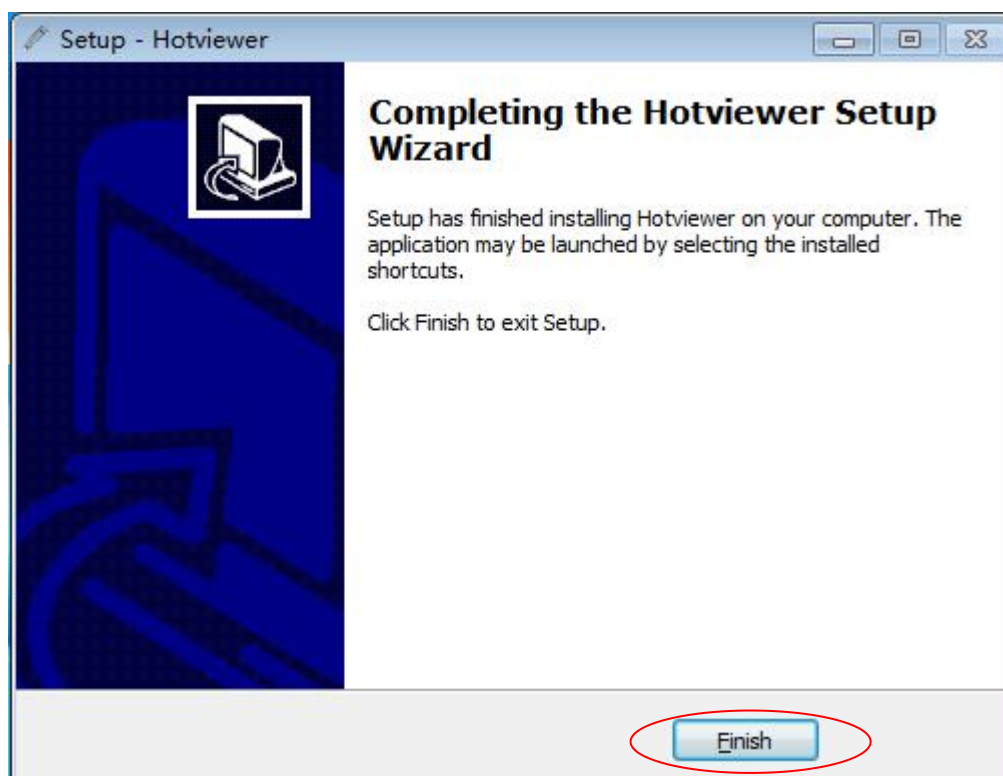 Setup - Hotviewer
Completing the Hotviewer Setup
Wizard
Setup has finished installing Hotviewer on your computer. The
application may be launched by selecting the installed
shortcuts.
Click Finish to exit Setup.
Finish